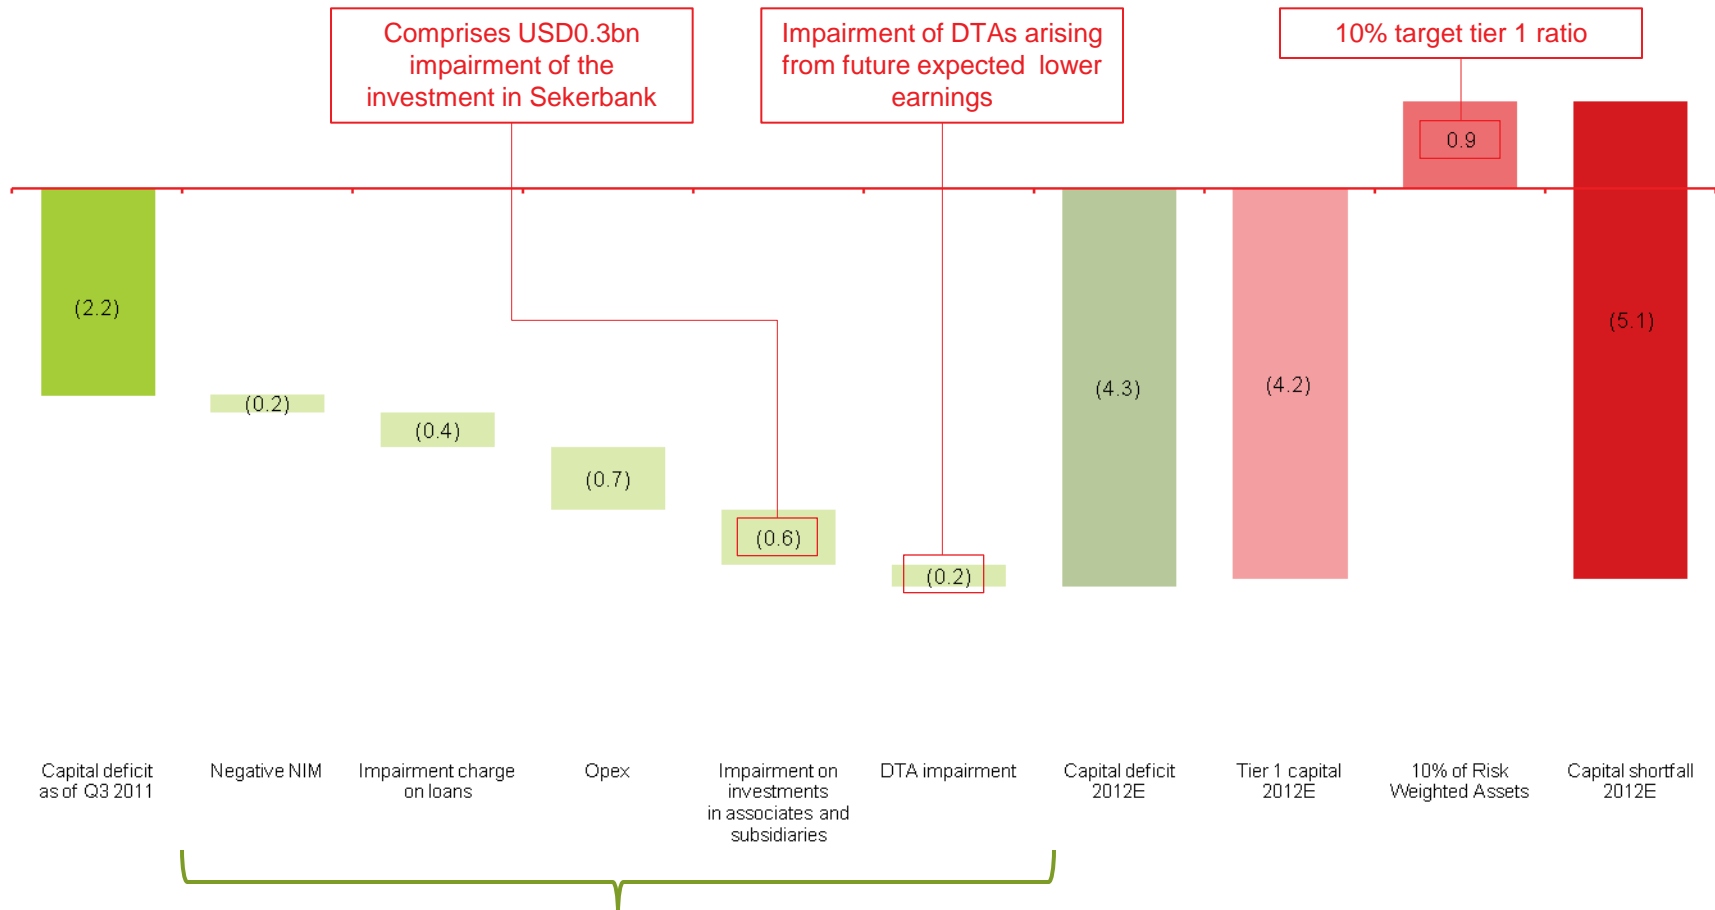 Comprises USD0.3bn
impairment of the
investment in Sekerbank
Impairment of DTAs arising
from future expected lower
earnings
10% target tier 1 ratio
0.9
(2.2)
(0.2)
(0.4)
(0.7)
(0.6)
(0.2)
(4.3)
(4.2)
(5.1)
Capital deficit
as of Q3 2011
Negative NIM
Impairment charge
on loans
Opex
Impairment on
investments
in associates and
subsidiaries
DTA impairment
Capital deficit
2012E
Tier 1 capital
2012E
10% of Risk
Weighted Assets
Capital shortfall
2012E